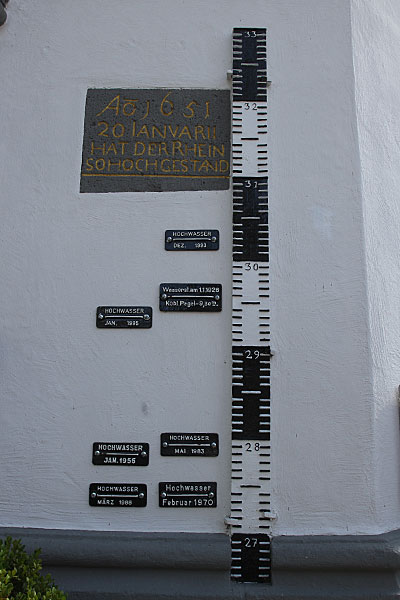 Ao 1651
20 IANVARII
HAT DER RHEIN
SO HOCH GESTAND
HOCHWASSER
DEZ. 1993
Wasserst. am 1.1.1926
HOCHWASSER
JAN. 1995
HOCHWASSER
MAI 1983
HOCHWASSER
JAN. 1955
HOCHWASSER
MÄRZ 1988
Hochwasser
Februar 1970
33
32
31
30
29
28
27